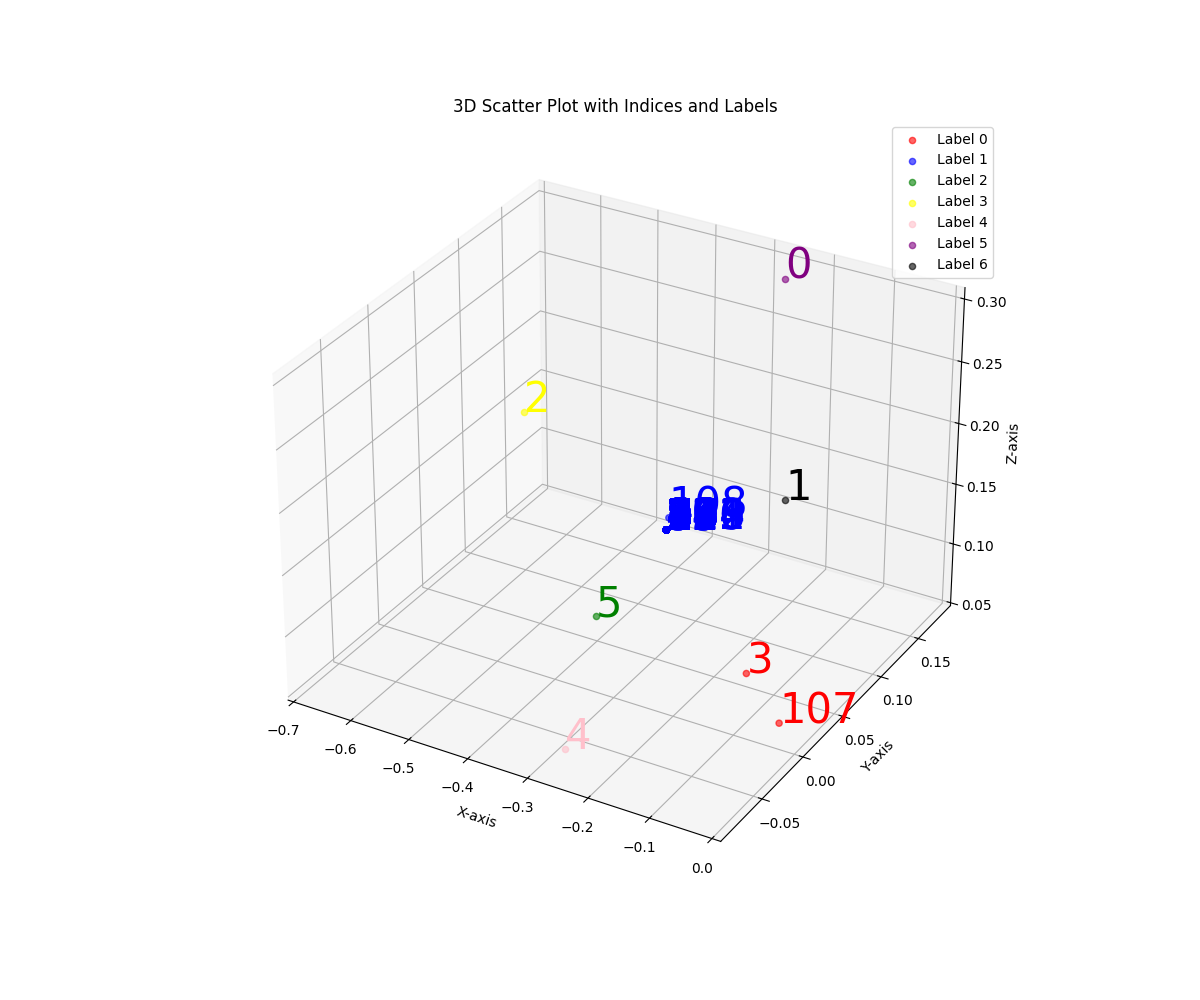 3D Scatter Plot with Indices and Labels
Label 0
Label 1
Label 2
Label 3
Label 4
Label 5
Label 6
0
2
1
108
5
3
107
4
0.30
0.25
0.20
0.15
0.10
0.05
Z-axis
0.15
0.10
0.05
0.00
−0.05
Y-axis
−0.7
−0.6
−0.5
−0.4
−0.3
−0.2
−0.1
0.0
X-axis